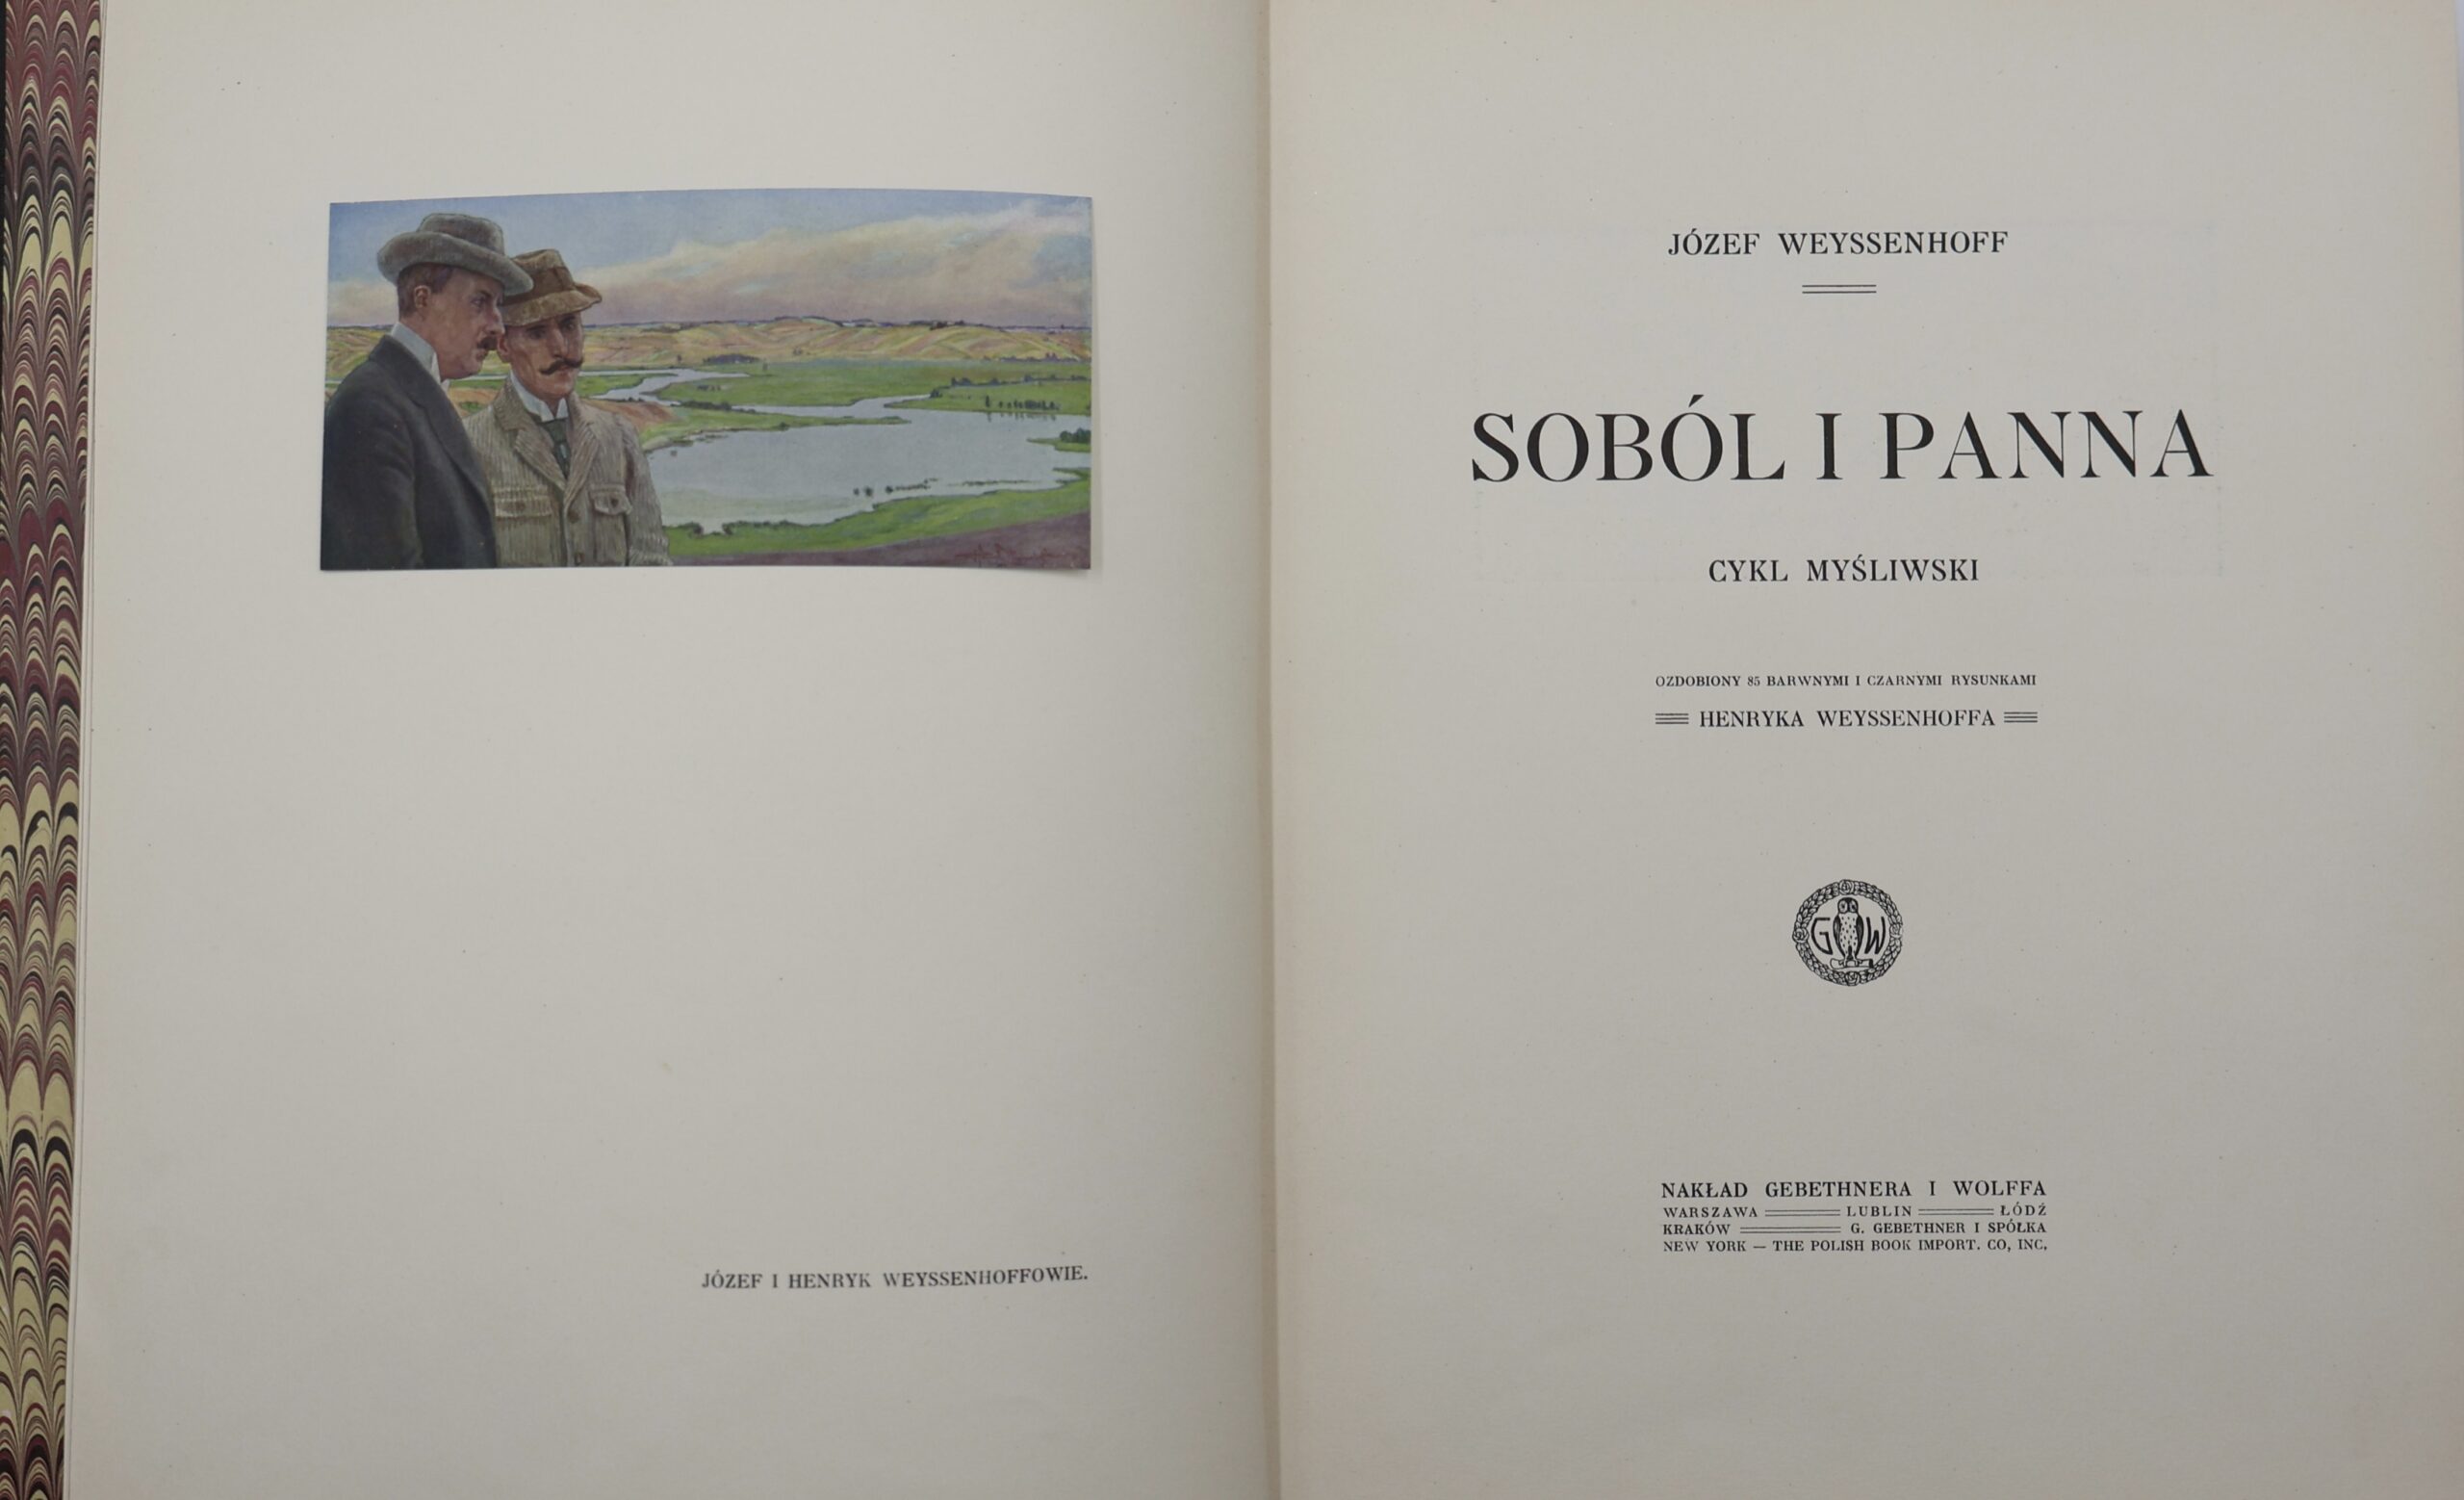 JÓZEF I HENRYK WEYSSENHOFFOWIE.
JÓZEF WEYSSENHOFF
SOBÓL I PANNA
CYKL MYŚLIWSKI
OZDOBIONY 85 BARWNYMI I CZARNYMI RYSUNKAMI
HENRYKA WEYSSENHOFFA
G W
NAKŁAD GEBETHNERA I WOLFFA
WARSZAWA LUBLIN ŁÓDŹ
KRAKÓW G. GEBETHNER I SPÓŁKA
NEW YORK — THE POLISH BOOK IMPORT. CO, INC.